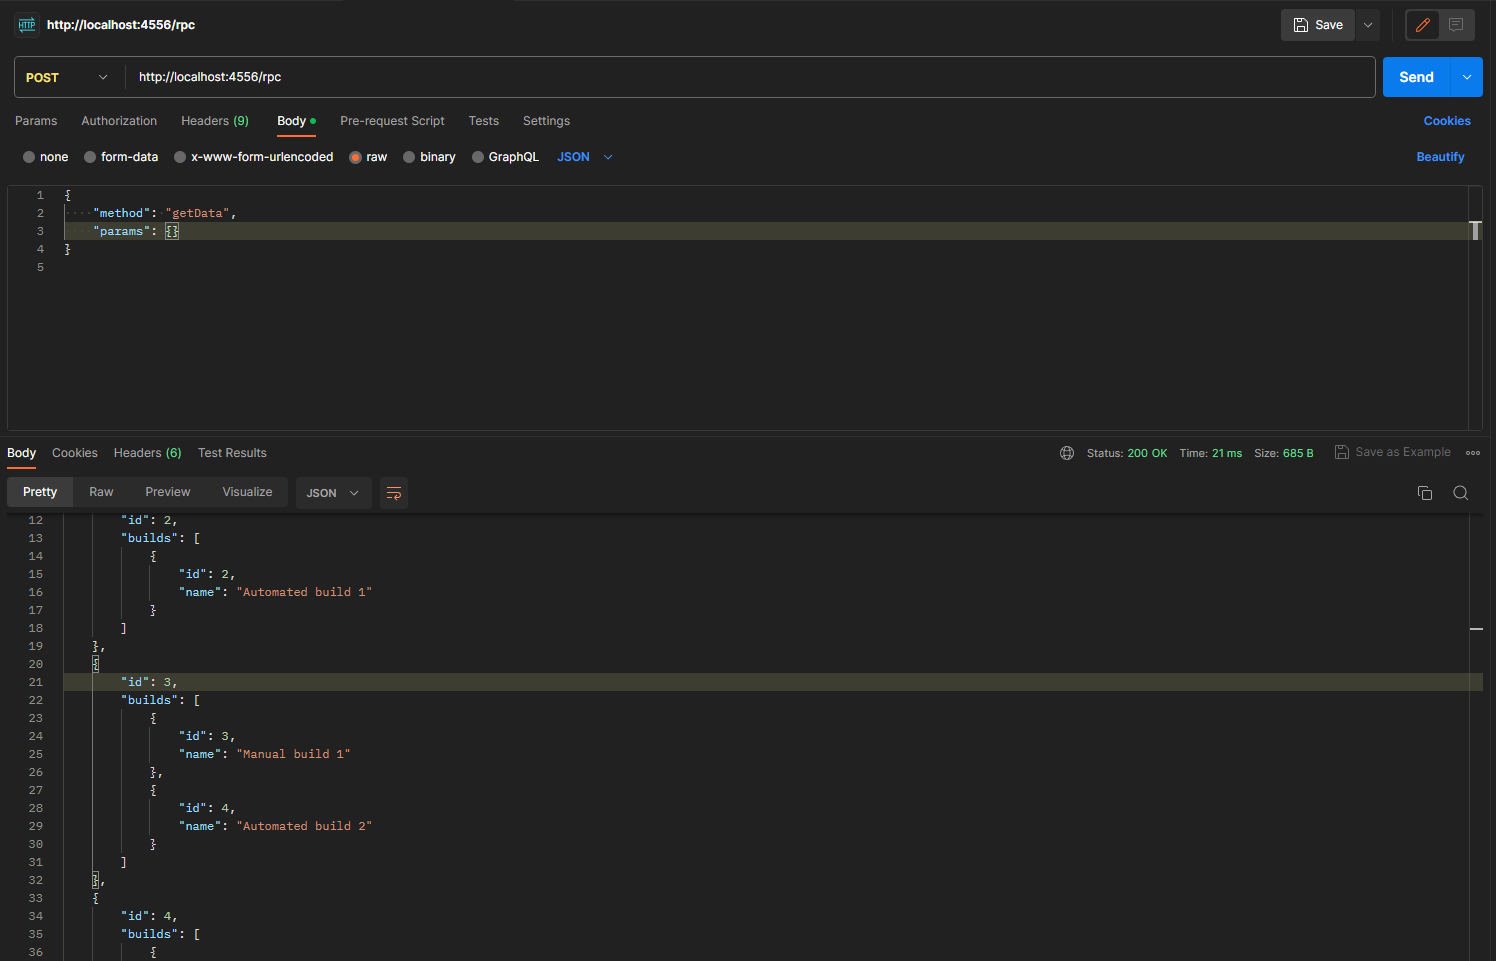 HTTP http://localhost:4556/rpc Save
POST http://localhost:4556/rpc Send
Params Authorization Headers (9) Body Pre-request Script Tests Settings Cookies
none form-data x-www-form-urlencoded raw binary GraphQL JSON Beautify
1 {
2 "method": "getData",
3 "params": {}
4 }
5
Body Cookies Headers (6) Test Results Status: 200 OK Time: 21 ms Size: 685 B Save as Example
Pretty Raw Preview Visualize JSON
12 "id": 2,
13 "builds": [
14 {
15 "id": 2,
16 "name": "Automated build 1"
17 }
18 ]
19 },
20 {
21 "id": 3,
22 "builds": [
23 {
24 "id": 3,
25 "name": "Manual build 1"
26 },
27 {
28 "id": 4,
29 "name": "Automated build 2"
30 }
31 ]
32 },
33 {
34 "id": 4,
35 "builds": [
36 {